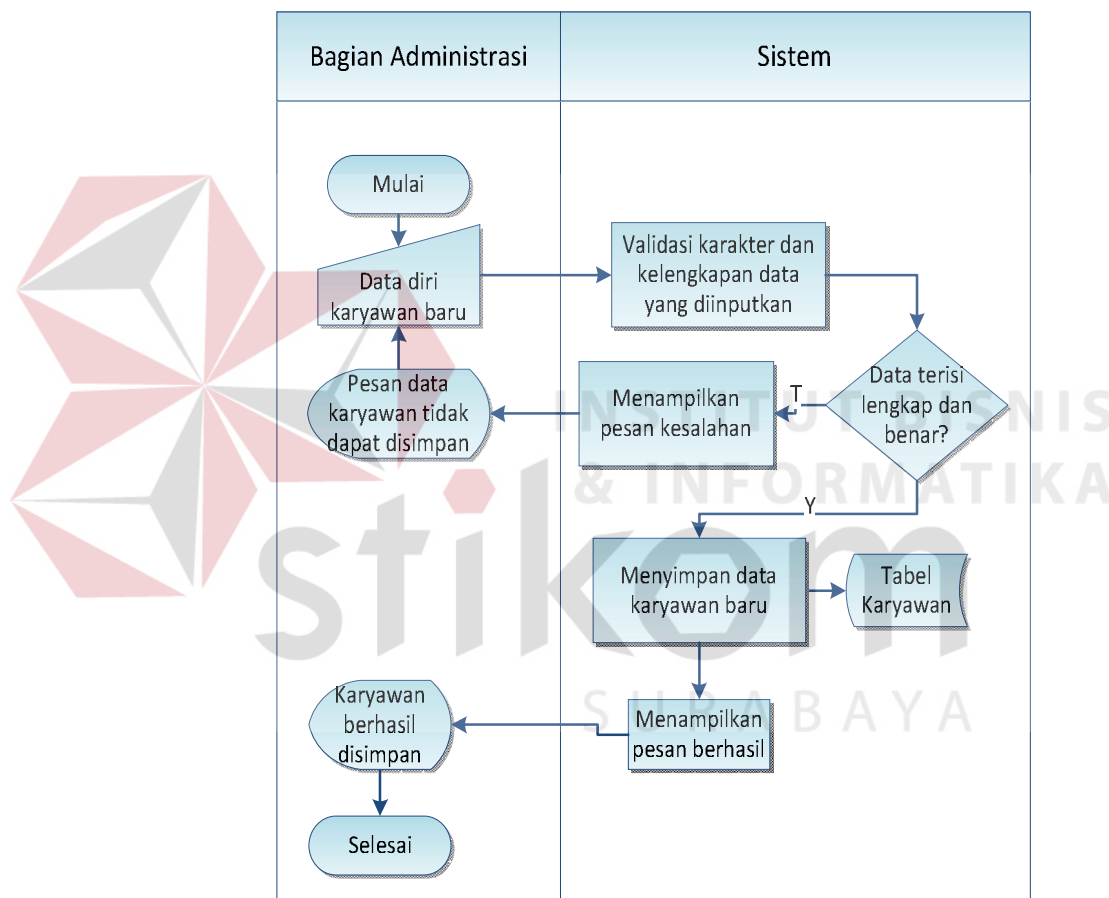 Bagian Administrasi
Sistem
Mulai
Data diri
karyawan baru
Validasi karakter dan
kelengkapan data
yang diinputkan
Data terisi
lengkap dan
benar?
T
Menampilkan
pesan kesalahan
Pesan data
karyawan tidak
dapat disimpan
Y
Menyimpan data
karyawan baru
Tabel
Karyawan
Menampilkan
pesan berhasil
Karyawan
berhasil
disimpan
Selesai
INSTITUT BISNIS
& INFORMATIKA
stikom
SURABAYA